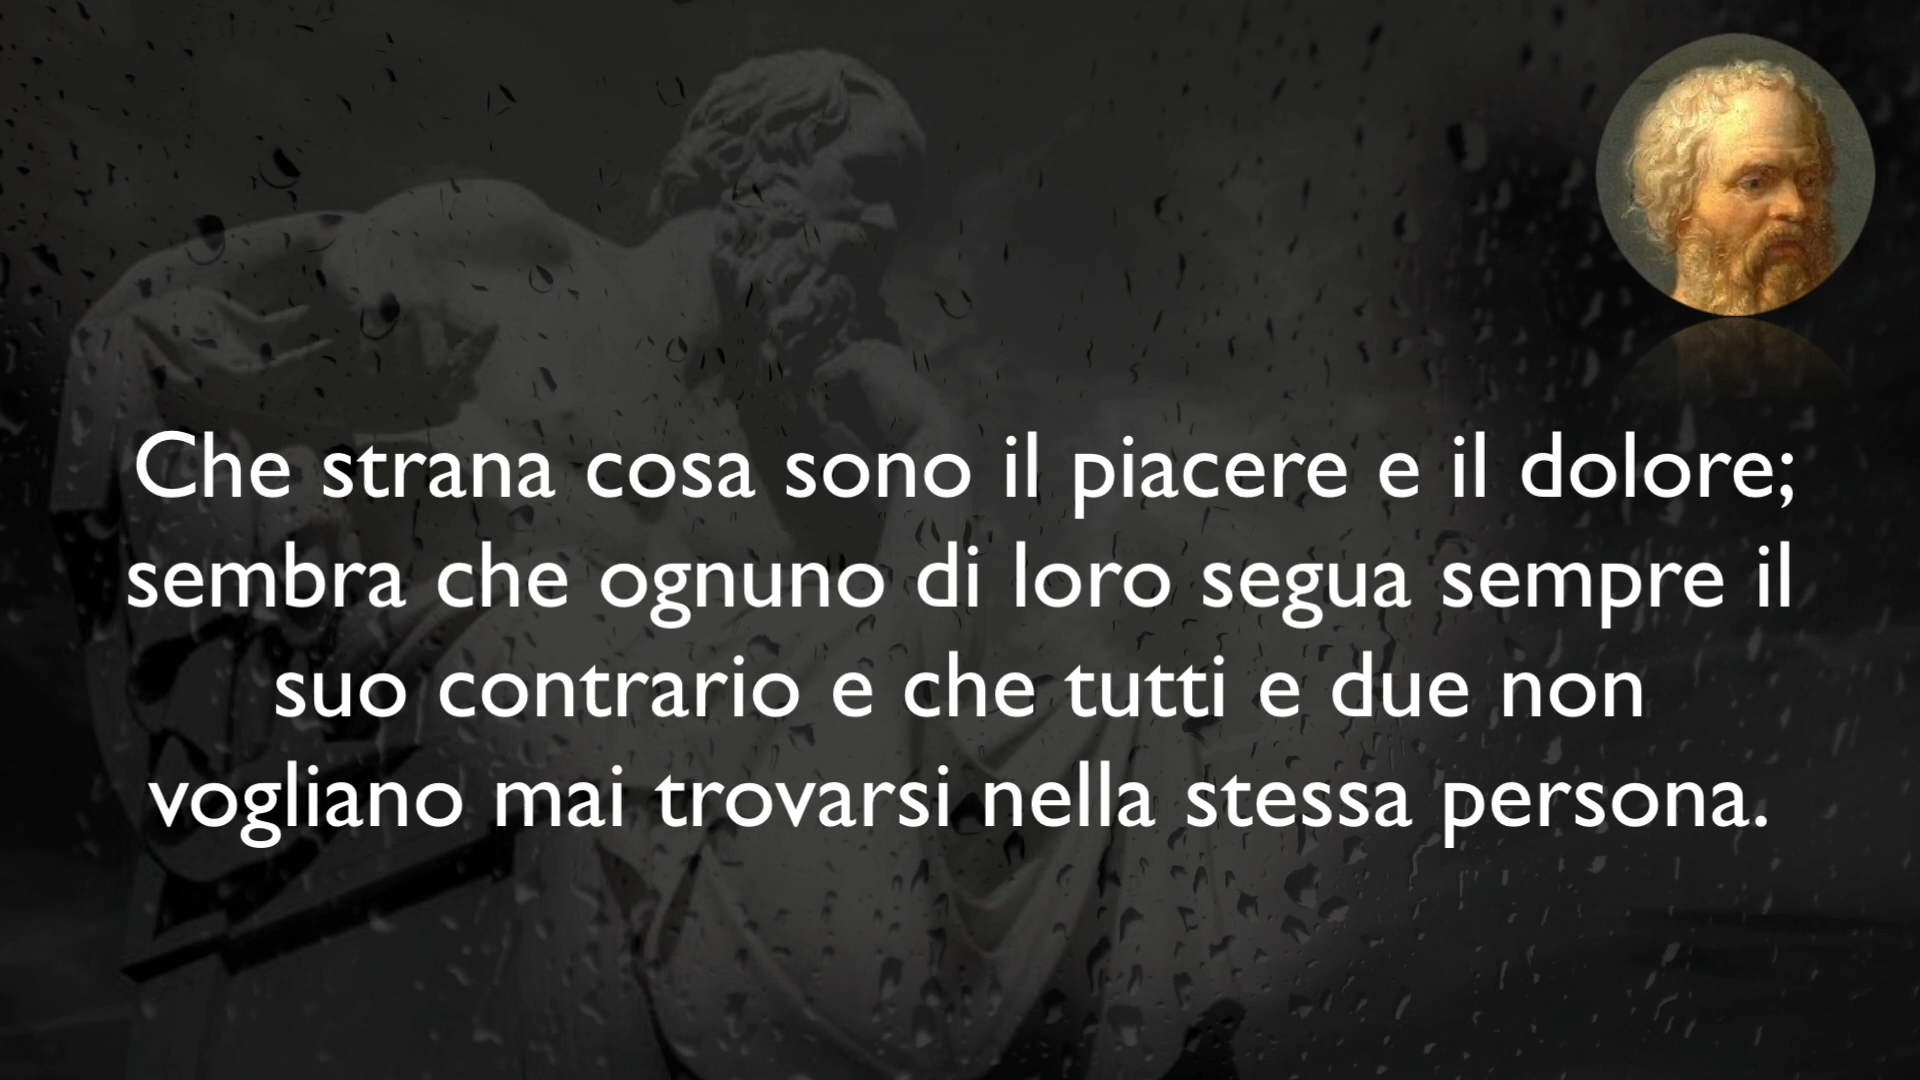 Che strana cosa sono il piacere e il dolore;
sembra che ognuno di loro segua sempre il
suo contrario e che tutti e due non
vogliano mai trovarsi nella stessa persona.